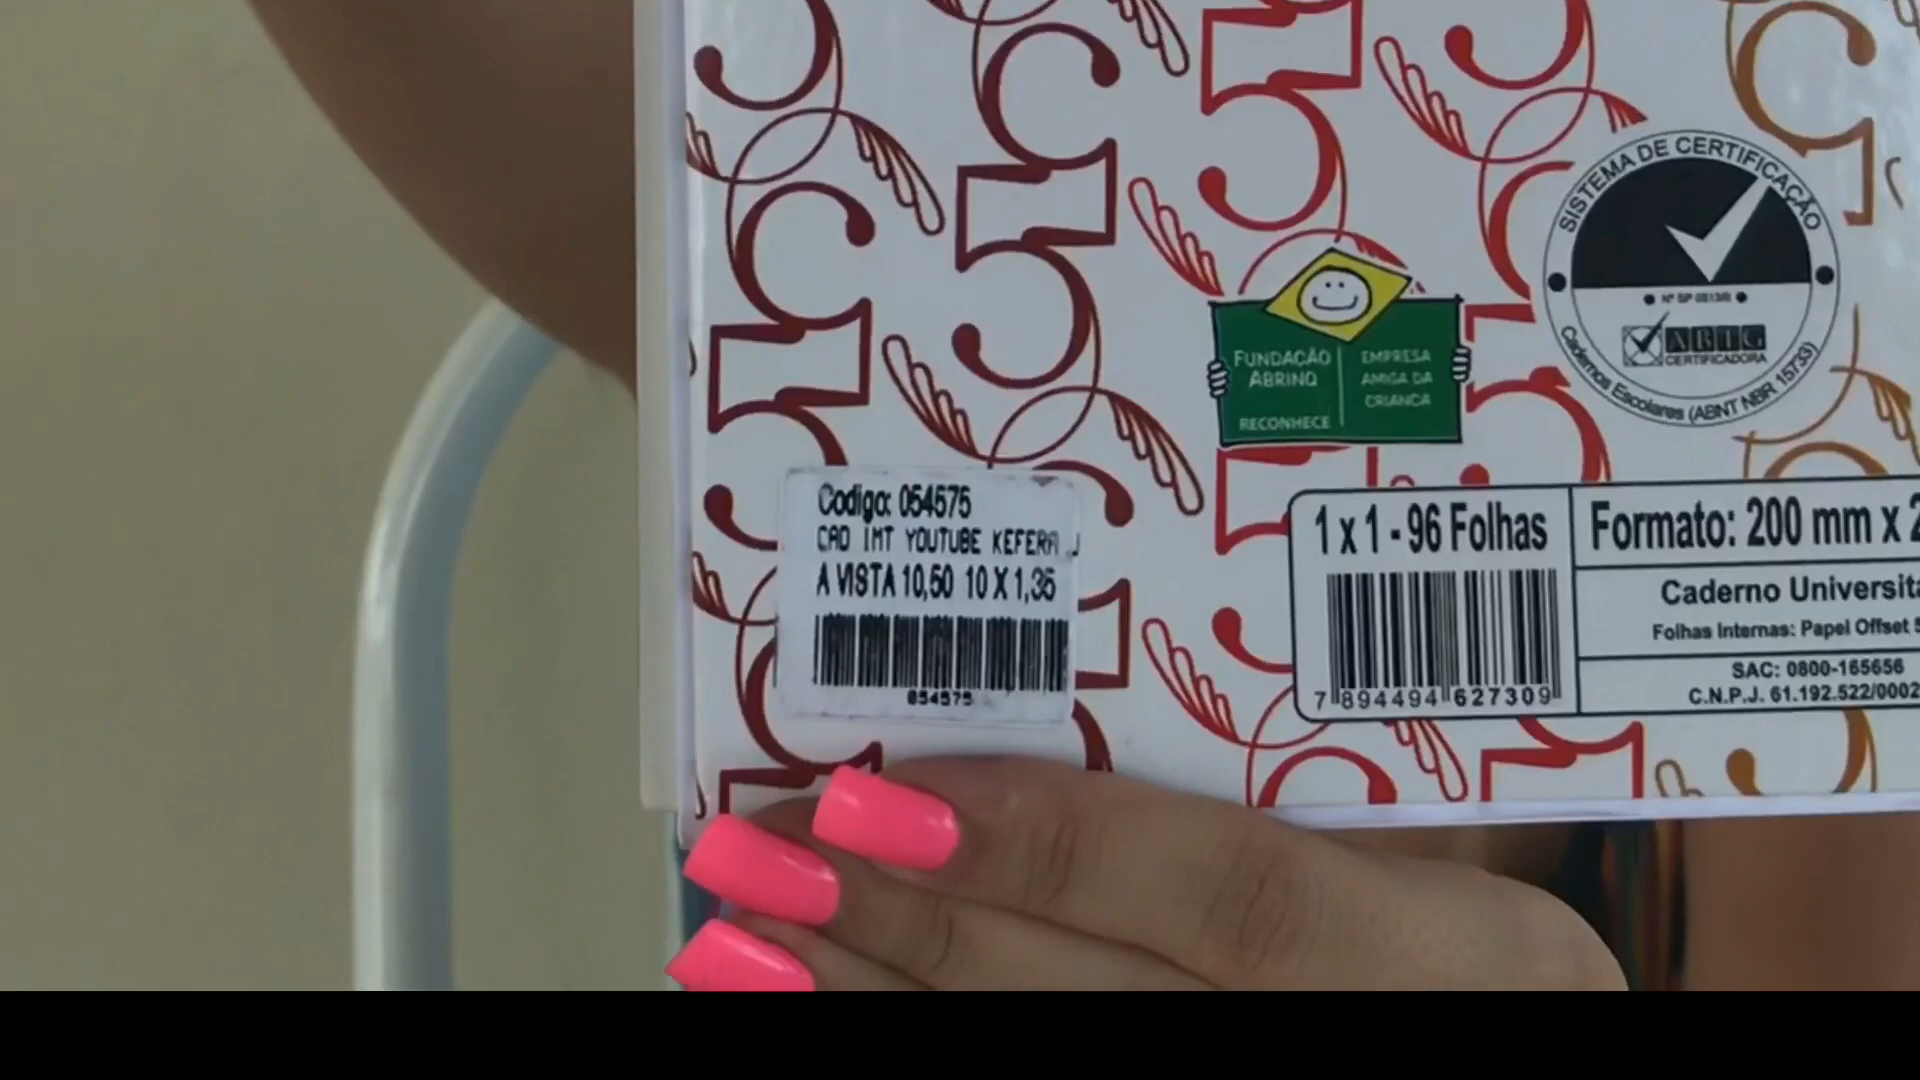 SISTEMA DE CERTIFICAÇÃO
CERTIFICADORA
Cadernos Escolares (ABNT NBR 15733)
FUNDAÇÃO
ABRINQ
RECONHECE
EMPRESA
AMIGA DA
CRIANÇA
Codigo: 054575
CAD IMT YOUTUBE KEFERA J
A VISTA 10,50 10 X 1,35
054575
1 x 1 - 96 Folhas
7 894494 627309
Formato: 200 mm x 2
Caderno Universitá
Folhas Internas: Papel Offset 5
SAC: 0800-165656
C.N.P.J. 61.192.522/0002